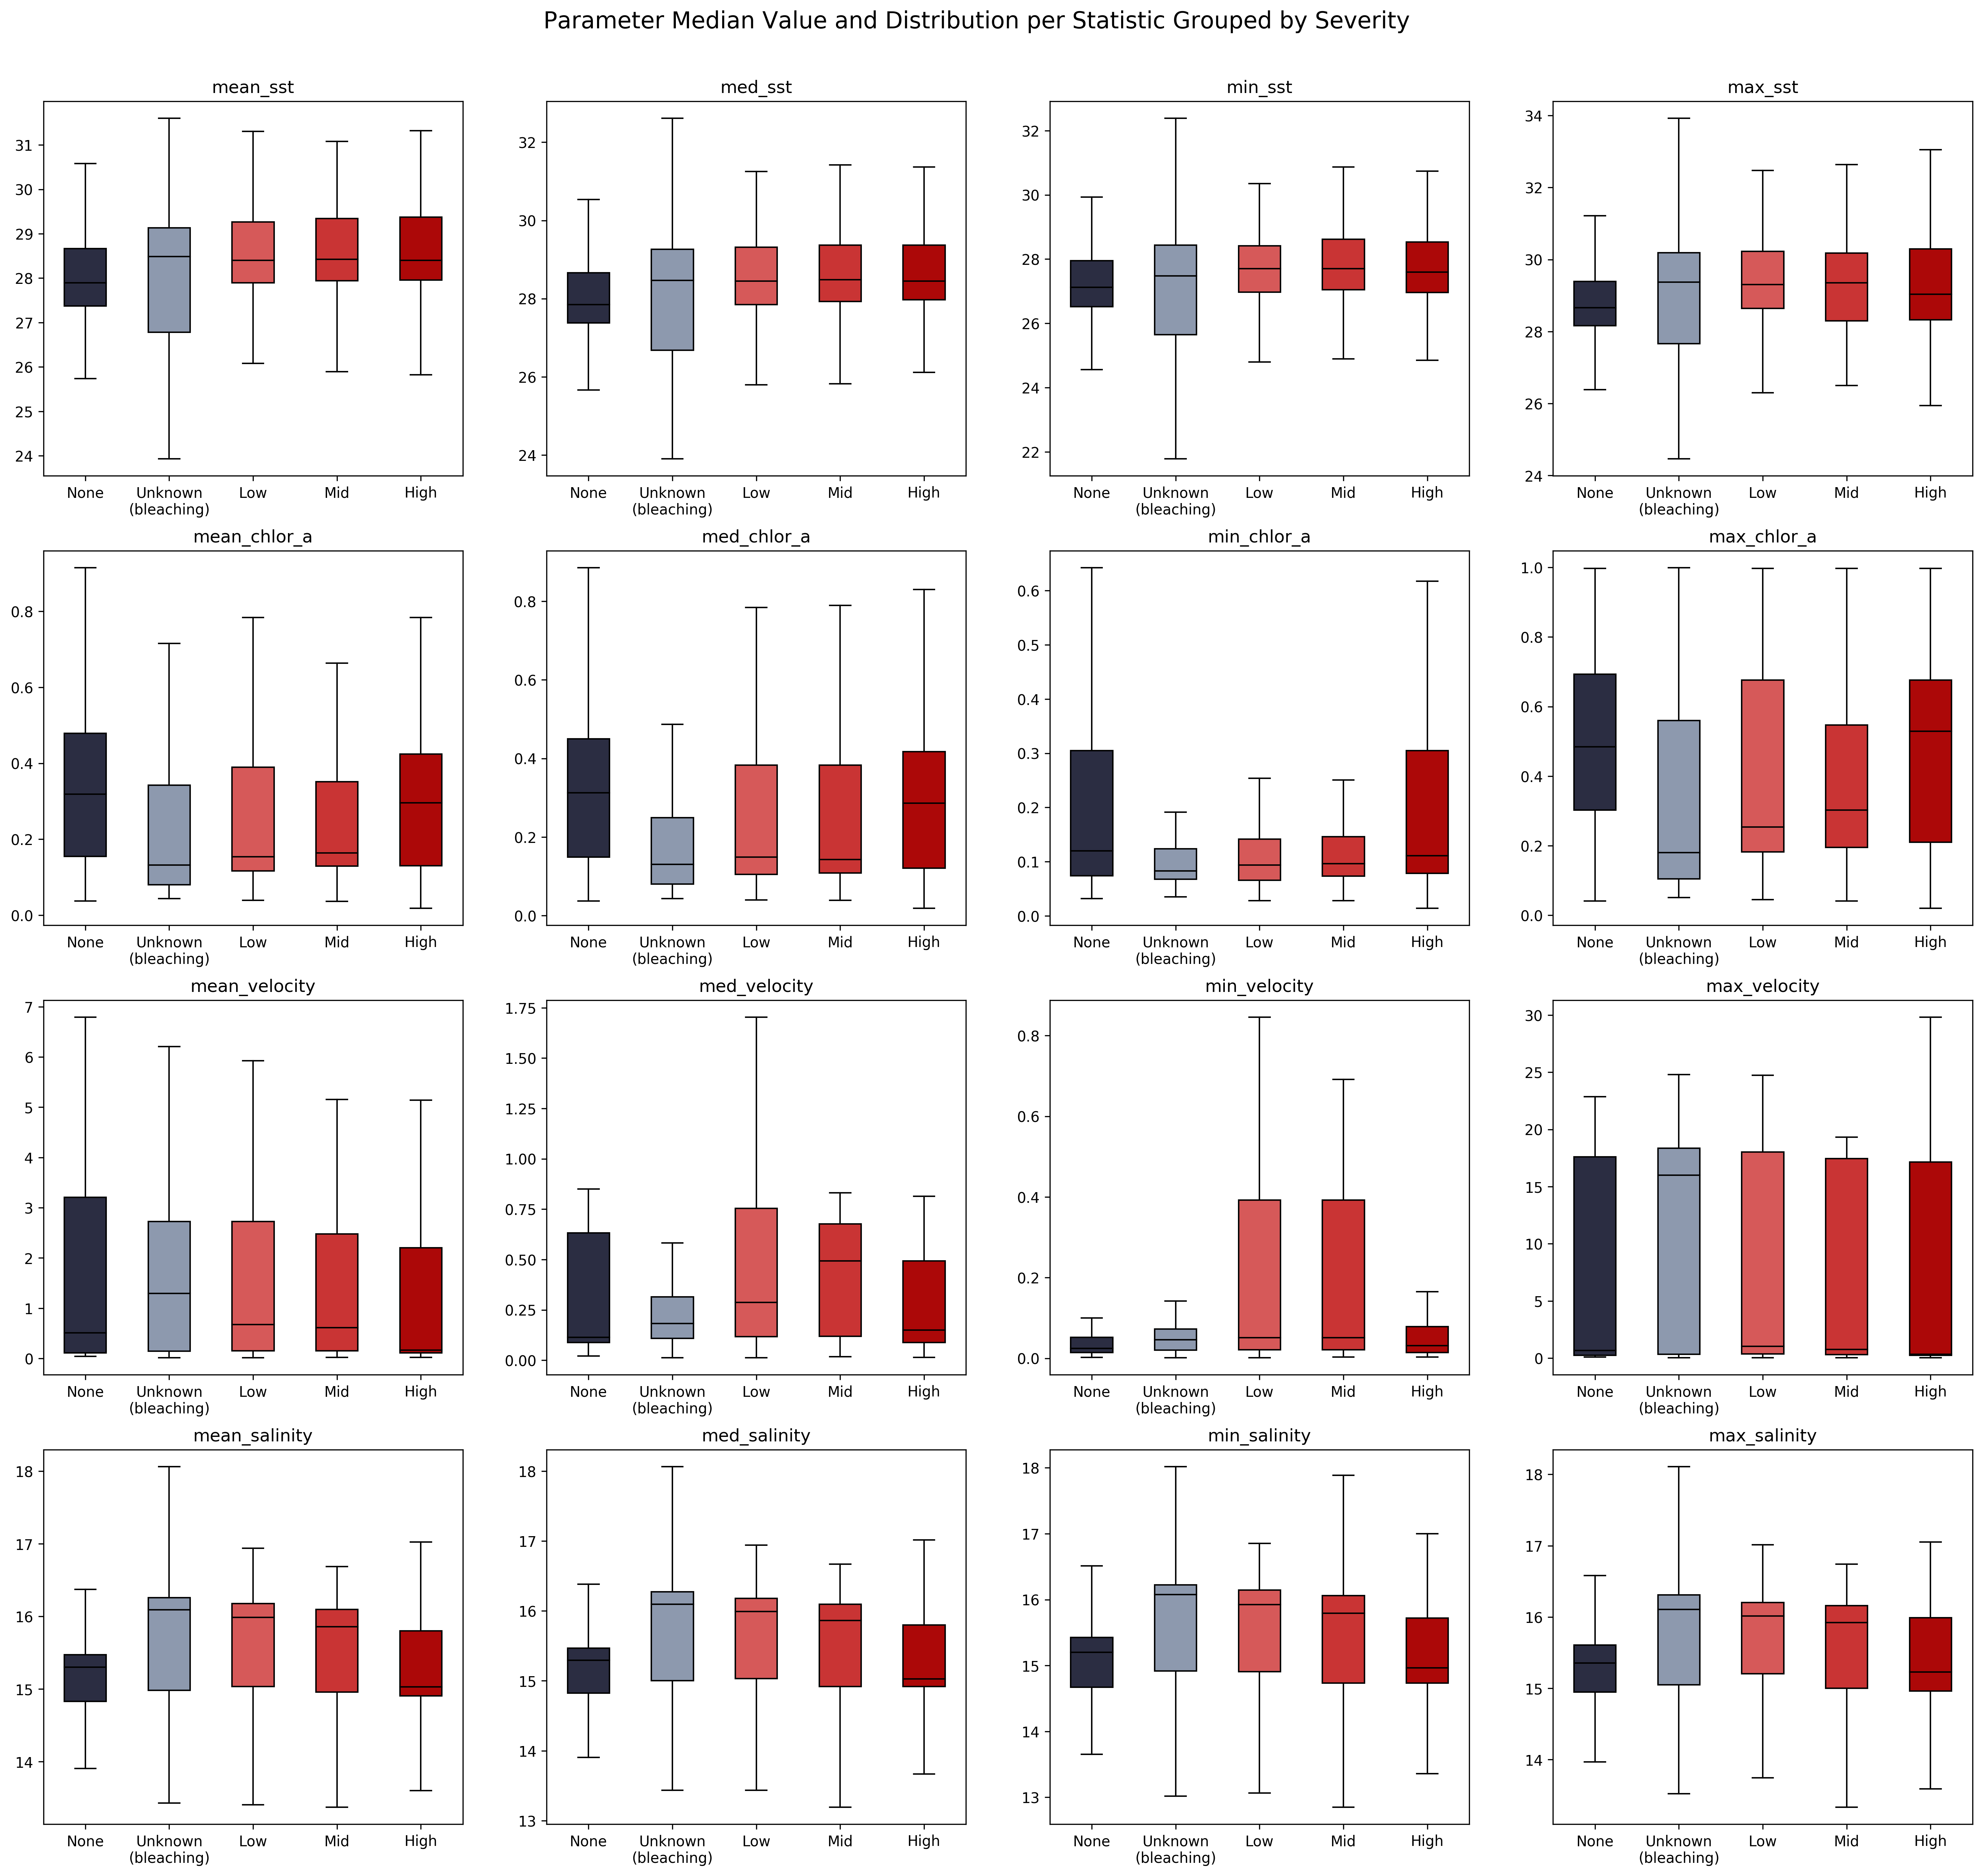 Parameter Median Value and Distribution per Statistic Grouped by Severity
mean_sst
31
30
29
28
27
26
25
24
None
Unknown
(bleaching)
Low
Mid
High
med_sst
32
30
28
26
24
None
Unknown
(bleaching)
Low
Mid
High
min_sst
32
30
28
26
24
22
None
Unknown
(bleaching)
Low
Mid
High
max_sst
34
32
30
28
26
24
None
Unknown
(bleaching)
Low
Mid
High
mean_chlor_a
0.8
0.6
0.4
0.2
0.0
None
Unknown
(bleaching)
Low
Mid
High
med_chlor_a
0.8
0.6
0.4
0.2
0.0
None
Unknown
(bleaching)
Low
Mid
High
min_chlor_a
0.6
0.5
0.4
0.3
0.2
0.1
0.0
None
Unknown
(bleaching)
Low
Mid
High
max_chlor_a
1.0
0.8
0.6
0.4
0.2
0.0
None
Unknown
(bleaching)
Low
Mid
High
mean_velocity
7
6
5
4
3
2
1
0
None
Unknown
(bleaching)
Low
Mid
High
med_velocity
1.75
1.50
1.25
1.00
0.75
0.50
0.25
0.00
None
Unknown
(bleaching)
Low
Mid
High
min_velocity
0.8
0.6
0.4
0.2
0.0
None
Unknown
(bleaching)
Low
Mid
High
max_velocity
30
25
20
15
10
5
0
None
Unknown
(bleaching)
Low
Mid
High
mean_salinity
18
17
16
15
14
None
Unknown
(bleaching)
Low
Mid
High
med_salinity
18
17
16
15
14
13
None
Unknown
(bleaching)
Low
Mid
High
min_salinity
18
17
16
15
14
13
None
Unknown
(bleaching)
Low
Mid
High
max_salinity
18
17
16
15
14
None
Unknown
(bleaching)
Low
Mid
High